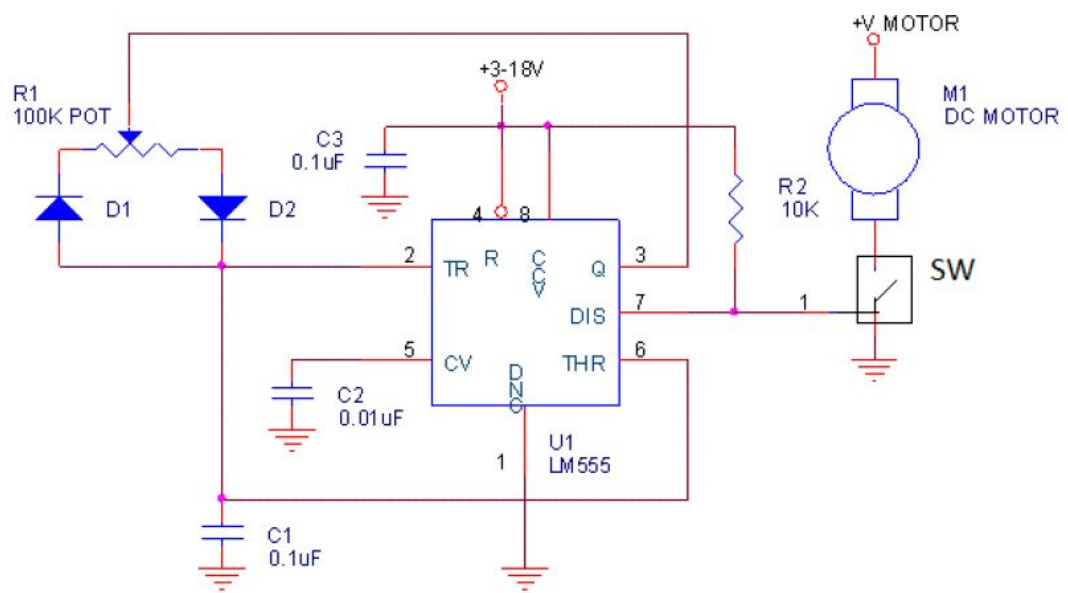 +V MOTOR
+3-18V
R1
100K POT
M1
DC MOTOR
C3
0.1uF
D1
D2
R2
10K
4
8
2
TR
R
VCC
Q
3
SW
DIS
7
1
5
CV
THR
6
GND
C2
0.01uF
1
U1
LM555
C1
0.1uF